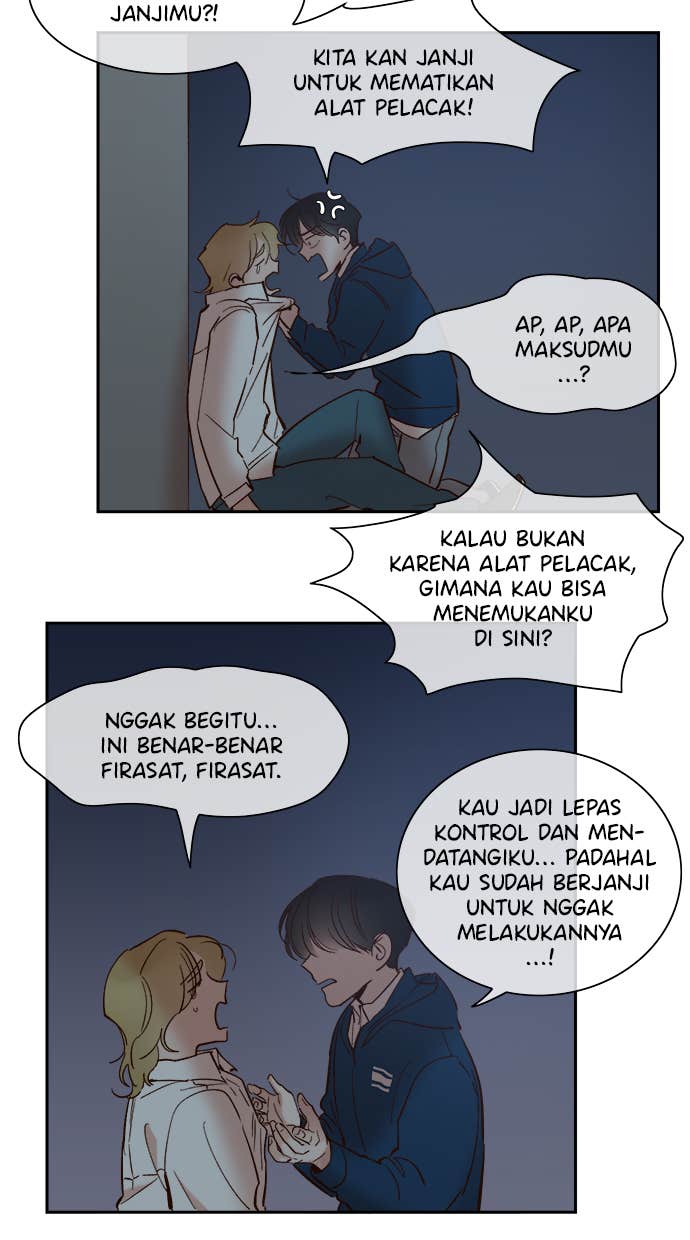 JANJIMU?!
KITA KAN JANJI
UNTUK MEMATIKAN
ALAT PELACAK!
AP, AP, APA
MAKSUDMU
...?
KALAU BUKAN
KARENA ALAT PELACAK,
GIMANA KAU BISA
MENEMUKANKU
DI SINI?
NGGAK BEGITU...
INI BENAR-BENAR
FIRASAT, FIRASAT.
KAU JADI LEPAS
KONTROL DAN MEN-
DATANGIKU... PADAHAL
KAU SUDAH BERJANJI
UNTUK NGGAK
MELAKUKANNYA
...!